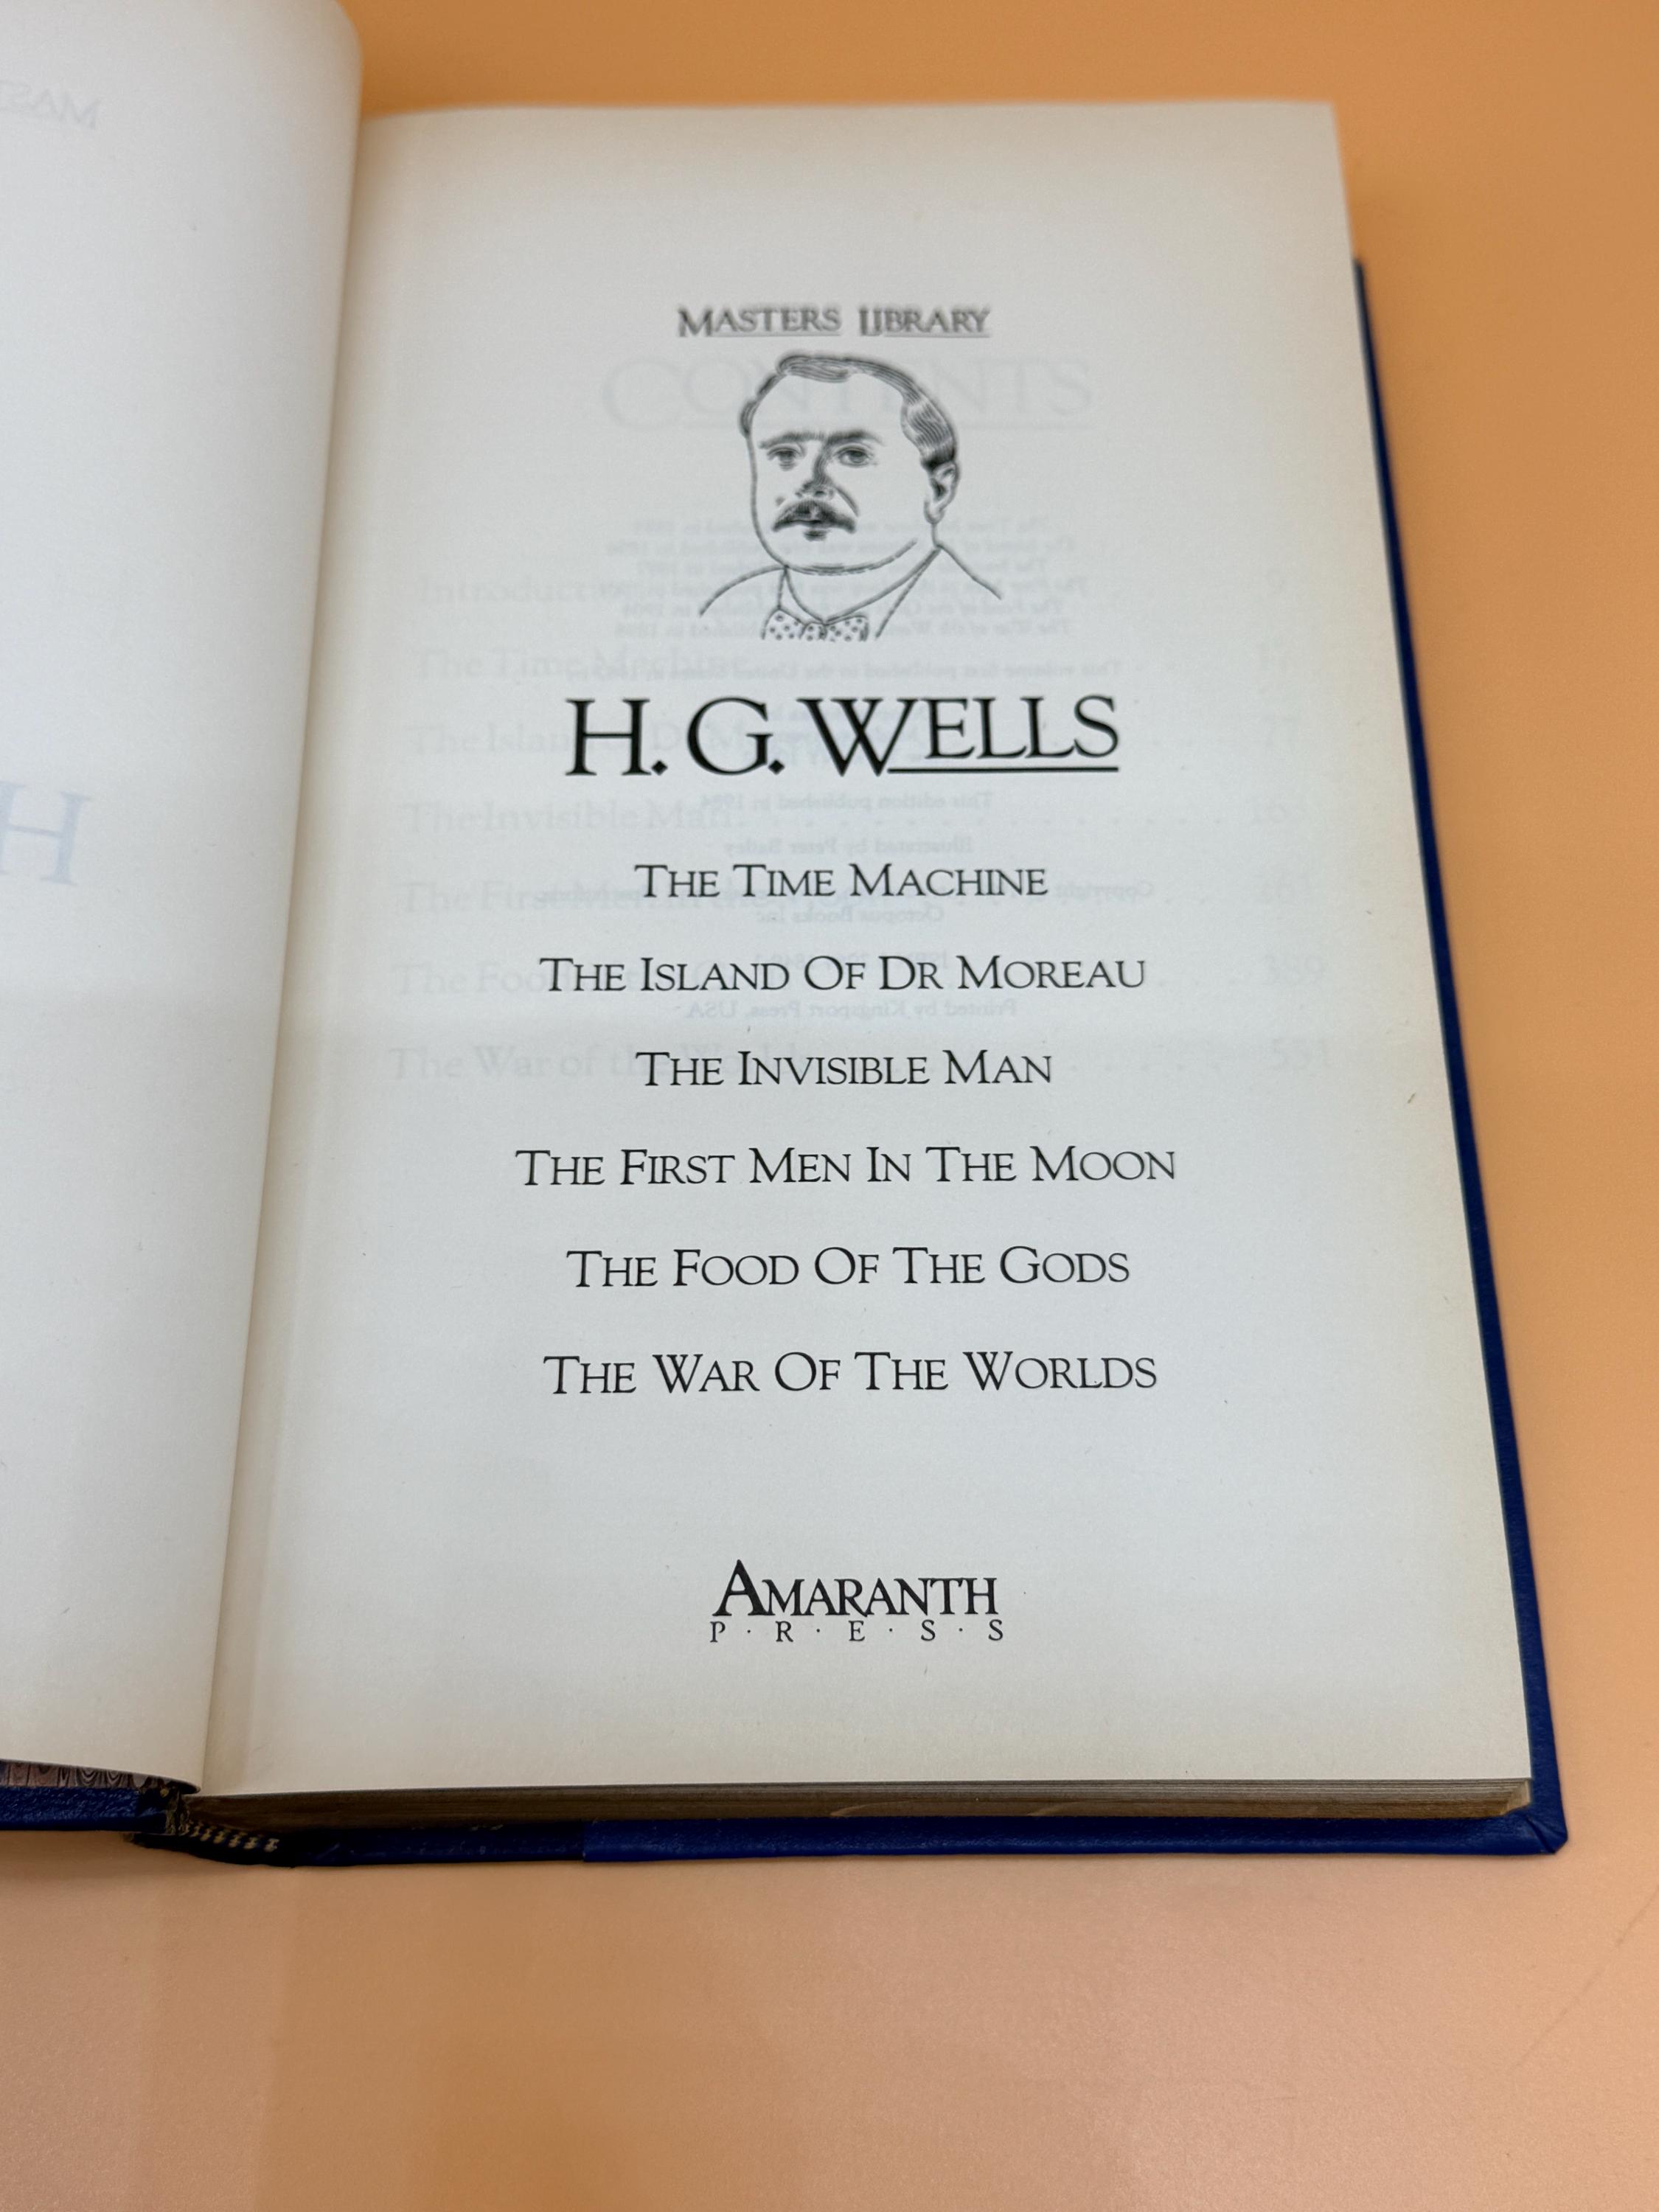 MASTERS LIBRARY
H. G. WELLS
THE TIME MACHINE
THE ISLAND OF DR MOREAU
THE INVISIBLE MAN
THE FIRST MEN IN THE MOON
THE FOOD OF THE GODS
THE WAR OF THE WORLDS
AMARANTH
P·R·E·S·S